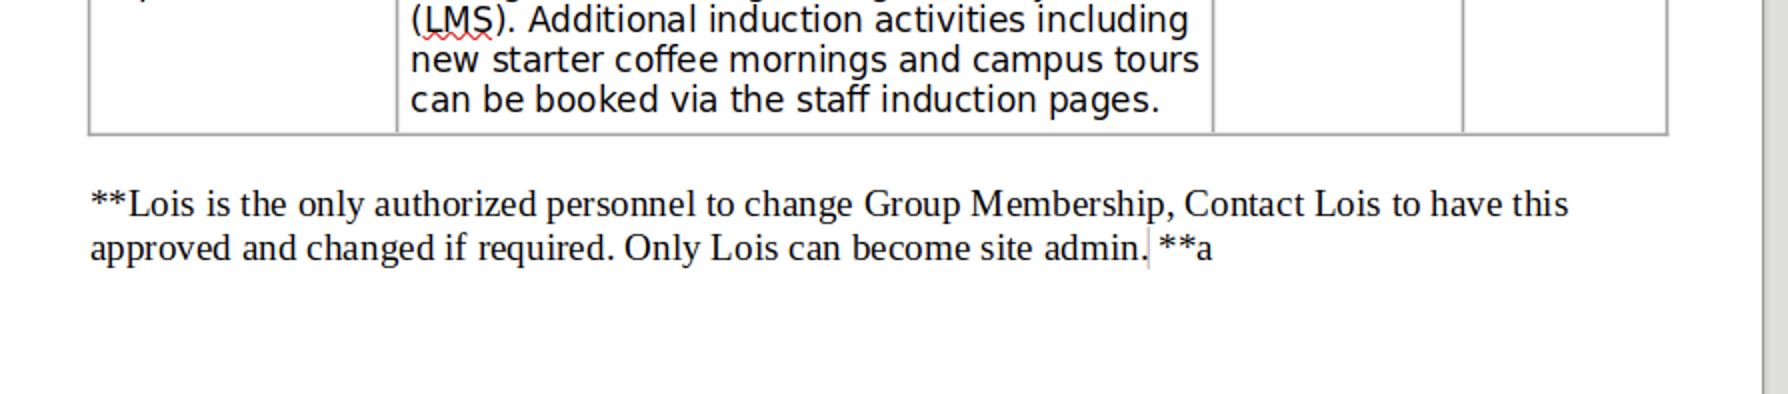 (LMS). Additional induction activities including
new starter coffee mornings and campus tours
can be booked via the staff induction pages.
**Lois is the only authorized personnel to change Group Membership, Contact Lois to have this
approved and changed if required. Only Lois can become site admin. **a